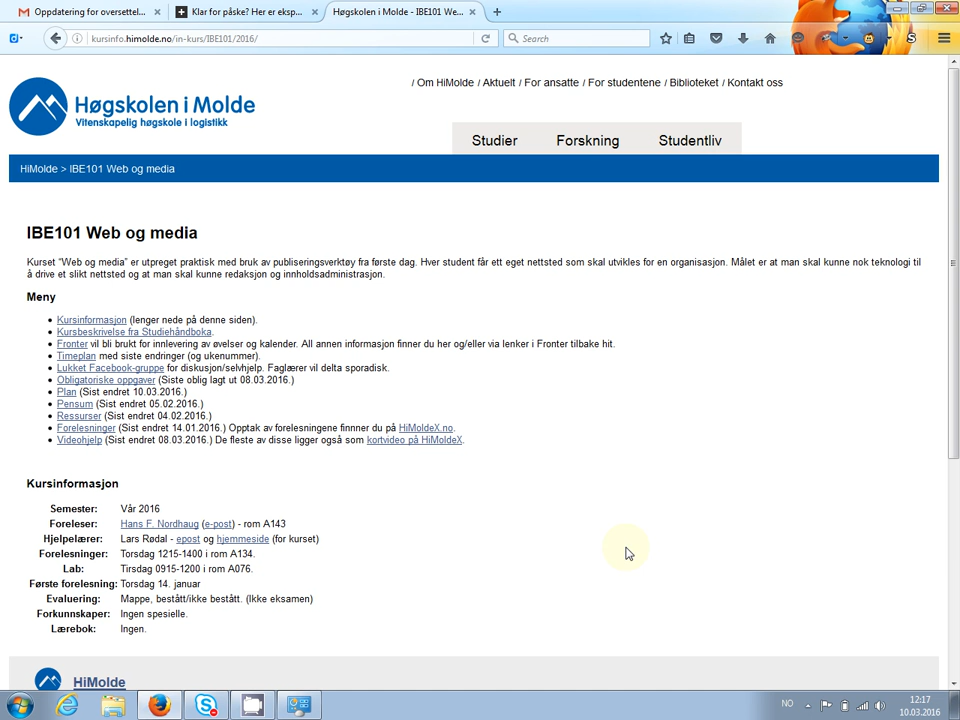 Oppdatering for oversettel...
Klar for påske? Her er eksp...
Høgskolen i Molde - IBE101 We...
kursinfo.himolde.no/in-kurs/IBE101/2016/
Search
/ Om HiMolde / Aktuelt / For ansatte / For studentene / Biblioteket / Kontakt oss
Høgskolen i Molde
Vitenskapelig høgskole i logistikk
Studier Forskning Studentliv
HiMolde > IBE101 Web og media
IBE101 Web og media
Kurset "Web og media" er utpreget praktisk med bruk av publiseringsverktøy fra første dag. Hver student får ett eget nettsted som skal utvikles for en organisasjon. Målet er at man skal kunne nok teknologi til
å drive et slikt nettsted og at man skal kunne redaksjon og innholdsadministrasjon.
Meny
• Kursinformasjon (lenger nede på denne siden).
• Kursbeskrivelse fra Studiehåndboka.
• Fronter vil bli brukt for innlevering av øvelser og kalender. All annen informasjon finner du her og/eller via lenker i Fronter tilbake hit.
• Timeplan med siste endringer (og ukenummer).
• Lukket Facebook-gruppe for diskusjon/selvhjelp. Faglærer vil delta sporadisk.
• Obligatoriske oppgaver (Siste oblig lagt ut 08.03.2016.)
• Plan (Sist endret 10.03.2016.)
• Pensum (Sist endret 05.02.2016.)
• Ressurser (Sist endret 04.02.2016.)
• Forelesninger (Sist endret 14.01.2016.) Opptak av forelesningene finnner du på HiMoldeX.no.
• Videohjelp (Sist endret 08.03.2016.) De fleste av disse ligger også som kortvideo på HiMoldeX.
Kursinformasjon
Semester: Vår 2016
Foreleser: Hans F. Nordhaug (e-post) - rom A143
Hjelpelærer: Lars Rødal - epost og hjemmeside (for kurset)
Forelesninger: Torsdag 1215-1400 i rom A134.
Lab: Tirsdag 0915-1200 i rom A076.
Første forelesning: Torsdag 14. januar
Evaluering: Mappe, bestått/ikke bestått. (Ikke eksamen)
Forkunnskaper: Ingen spesielle.
Lærebok: Ingen.
HiMolde
NO
12:17
10.03.2016